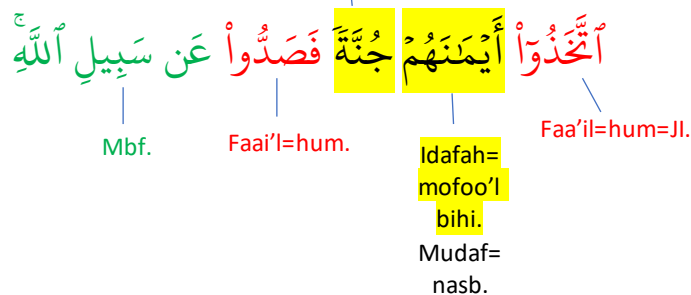 ٱتَّخَذُوٓا۟ أَيْمَـٰنَهُمْ جُنَّةً فَصَدُّوا۟ عَن سَبِيلِ ٱللَّهِ ۚ
Mbf.
Faai’l=hum.
Faa’il=hum=JI.
Idafah=
mofoo’l
bihi.
Mudaf=
nasb.